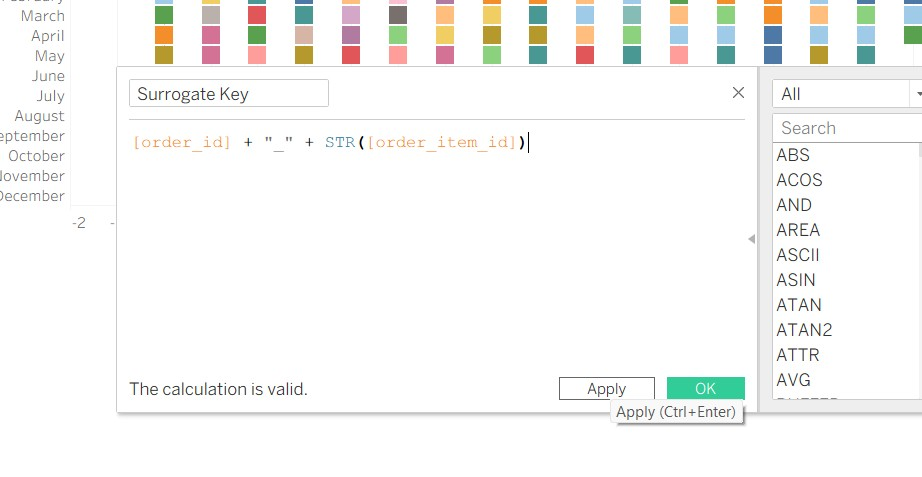 March
April
May
June
July
August
eptember
October
November
December
-2
Surrogate Key
[order_id] + "_" + STR([order_item_id])
The calculation is valid.
Apply
OK
Apply (Ctrl+Enter)
All
Search
ABS
ACOS
AND
AREA
ASCII
ASIN
ATAN
ATAN2
ATTR
AVG